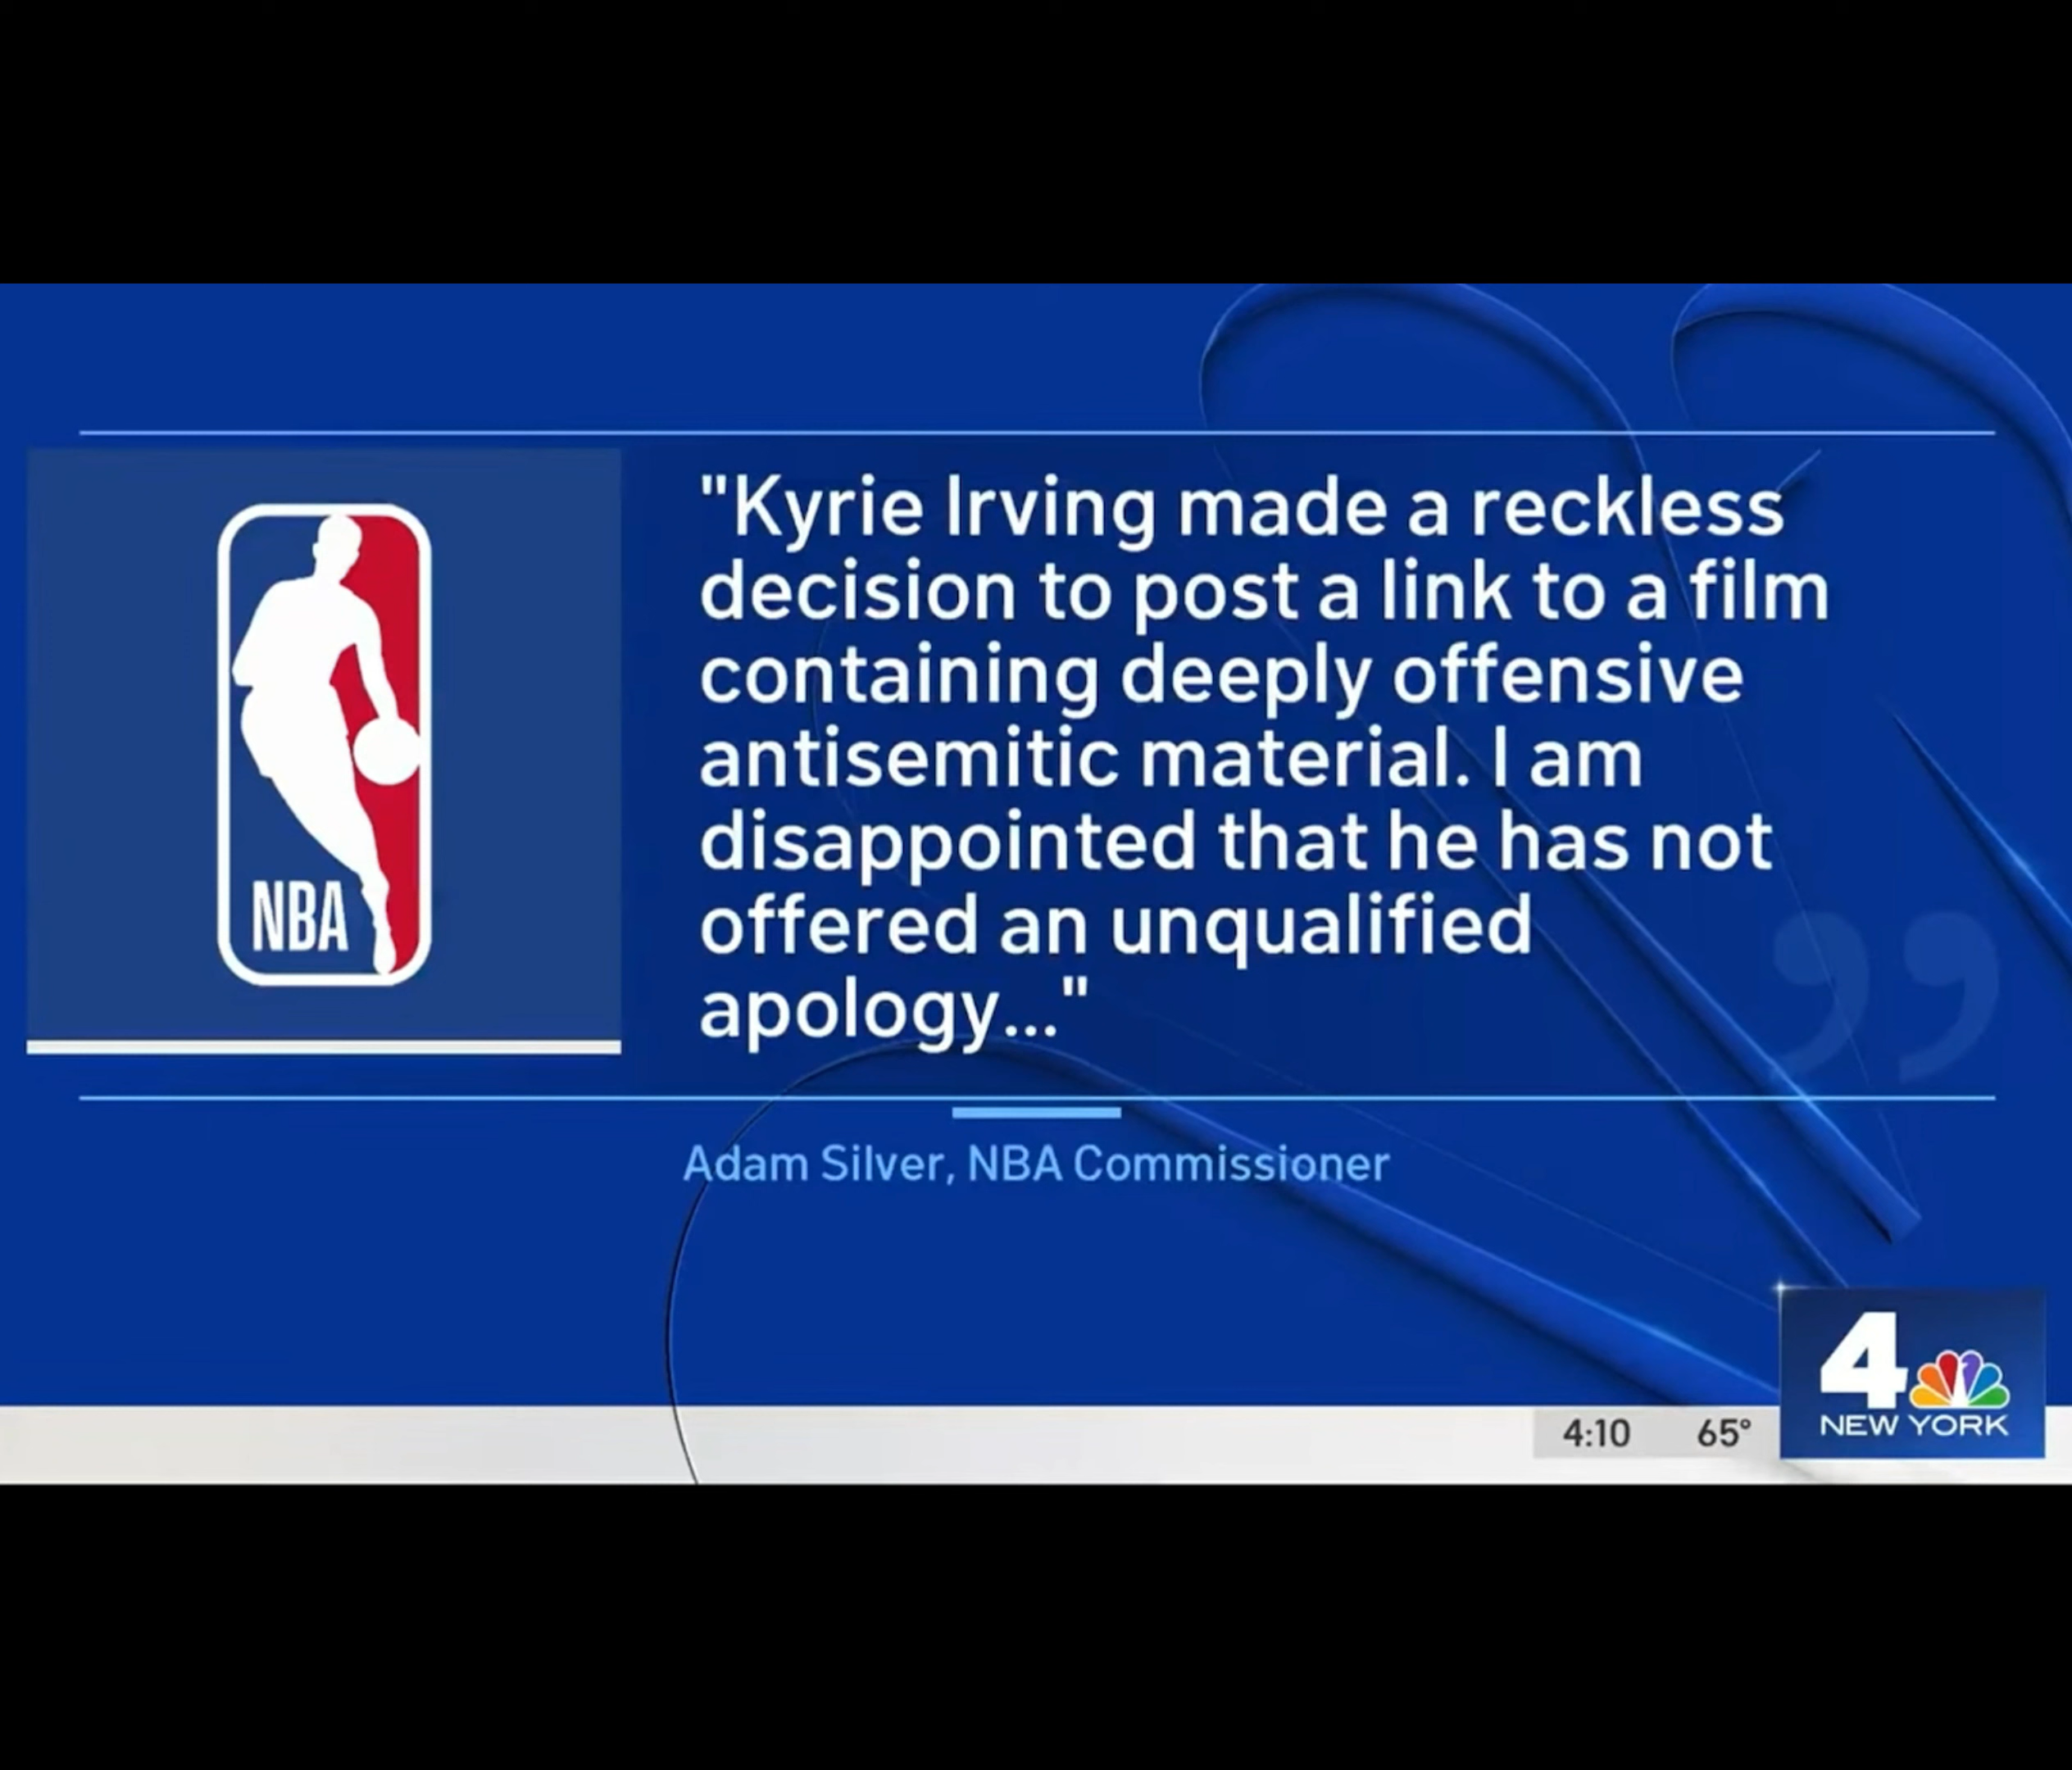 "Kyrie Irving made a reckless
decision to post a link to a film
containing deeply offensive
antisemitic material. I am
disappointed that he has not
offered an unqualified
apology..."
NBA
Adam Silver, NBA Commissioner
4
NEW YORK
4:10 65°